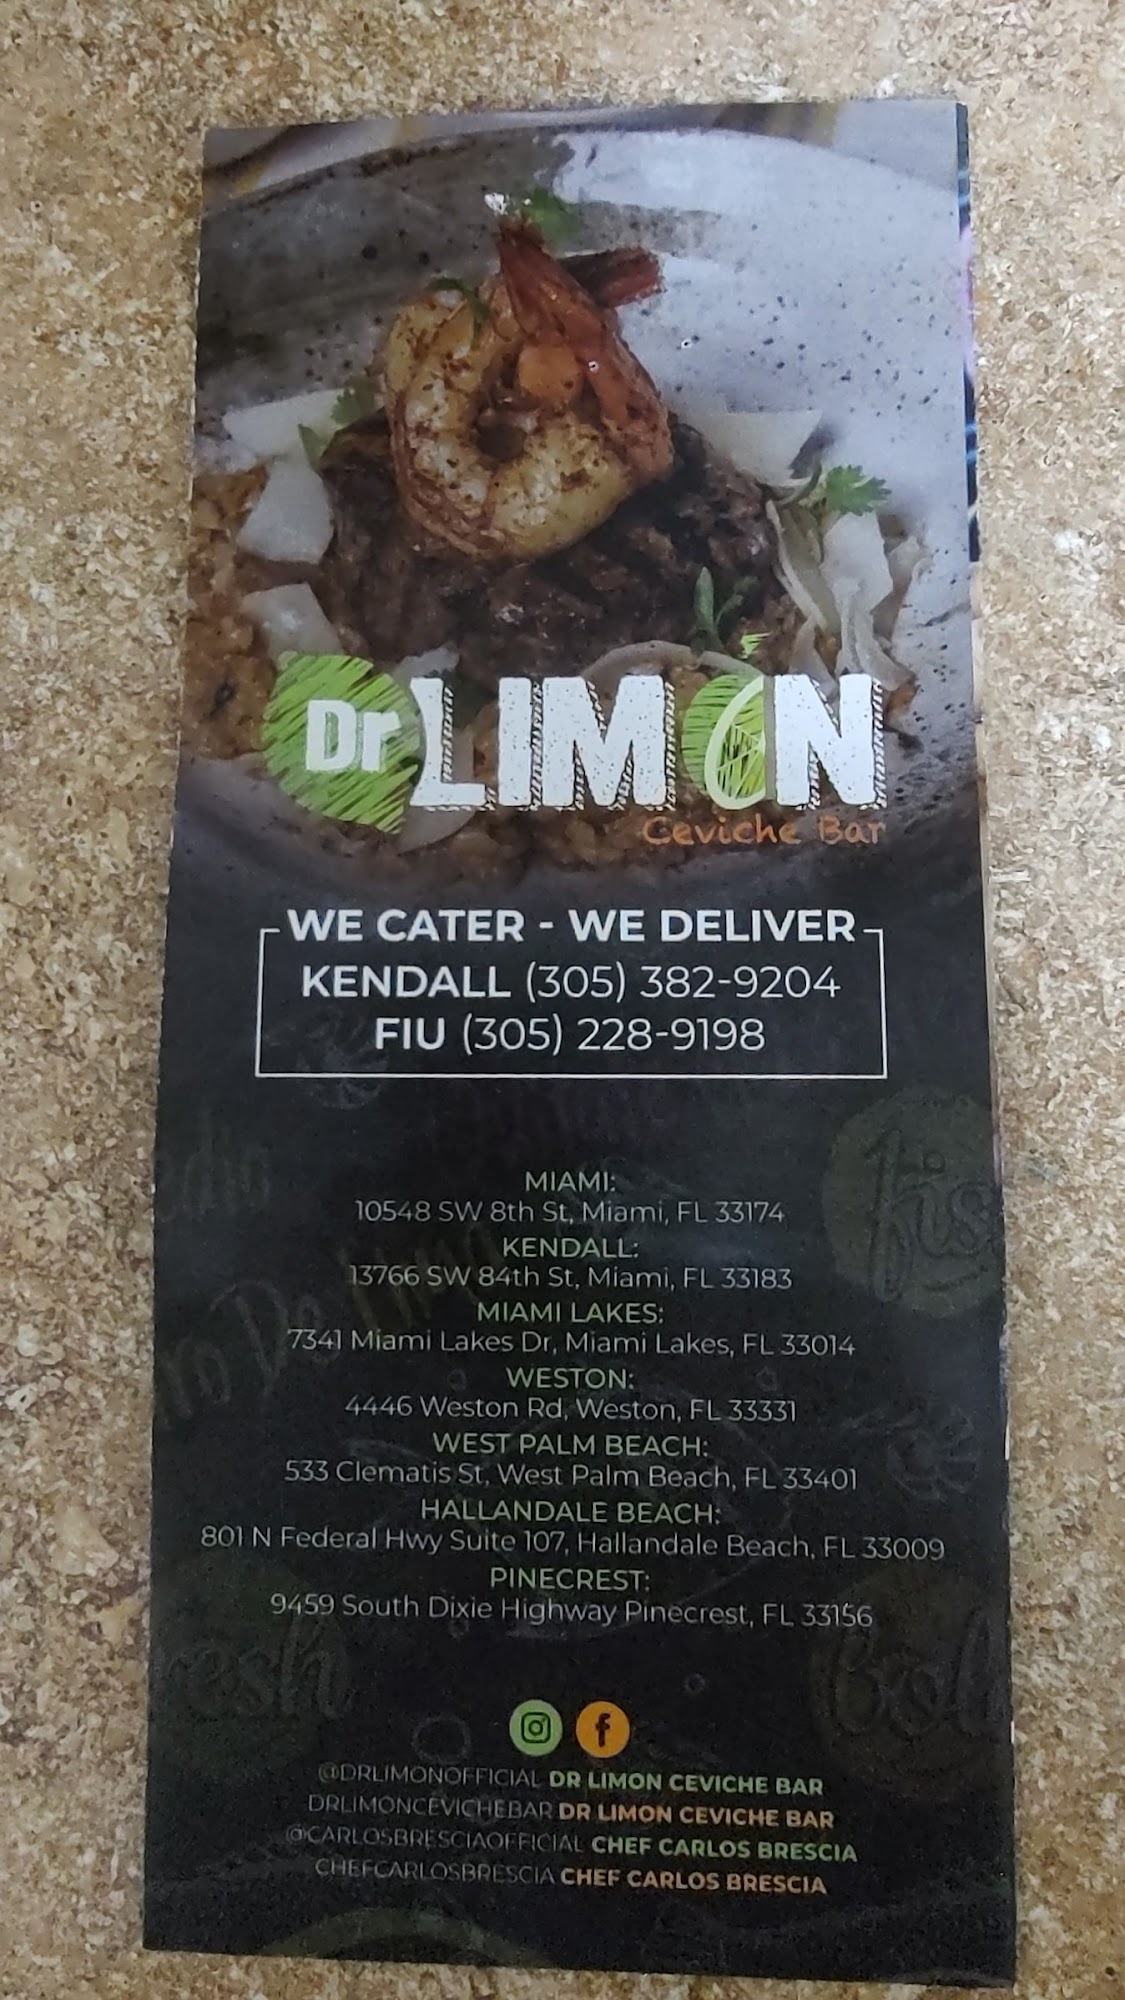 Dr LIMÓN
Ceviche Bar
WE CATER - WE DELIVER
KENDALL (305) 382-9204
FIU (305) 228-9198
MIAMI:
10548 SW 8th St, Miami, FL 33174
KENDALL:
13766 SW 84th St, Miami, FL 33183
MIAMI LAKES:
7341 Miami Lakes Dr, Miami Lakes, FL 33014
WESTON:
4446 Weston Rd, Weston, FL 33331
WEST PALM BEACH:
533 Clematis St, West Palm Beach, FL 33401
HALLANDALE BEACH:
801 N Federal Hwy Suite 107, Hallandale Beach, FL 33009
PINECREST:
9459 South Dixie Highway Pinecrest, FL 33156
@DRLIMONOFFICIAL DR LIMON CEVICHE BAR
DRLIMONCEVICHEBAR DR LIMON CEVICHE BAR
@CARLOSBRESCIAOFFICIAL CHEF CARLOS BRESCIA
CHEFCARLOSBRESCIA CHEF CARLOS BRESCIA